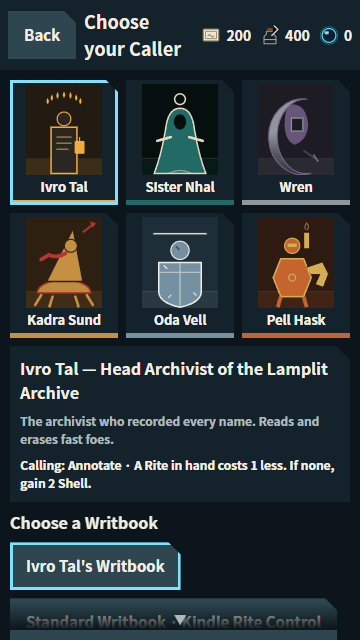 Back
Choose
your Caller
200
400
0
Ivro Tal
Sister Nhal
Wren
Kadra Sund
Oda Vell
Pell Hask
Ivro Tal — Head Archivist of the Lamplit
Archive
The archivist who recorded every name. Reads and
erases fast foes.
Calling: Annotate · A Rite in hand costs 1 less. If none,
gain 2 Shell.
Choose a Writbook
Ivro Tal's Writbook
Standard Writbook · Kindle Rite Control